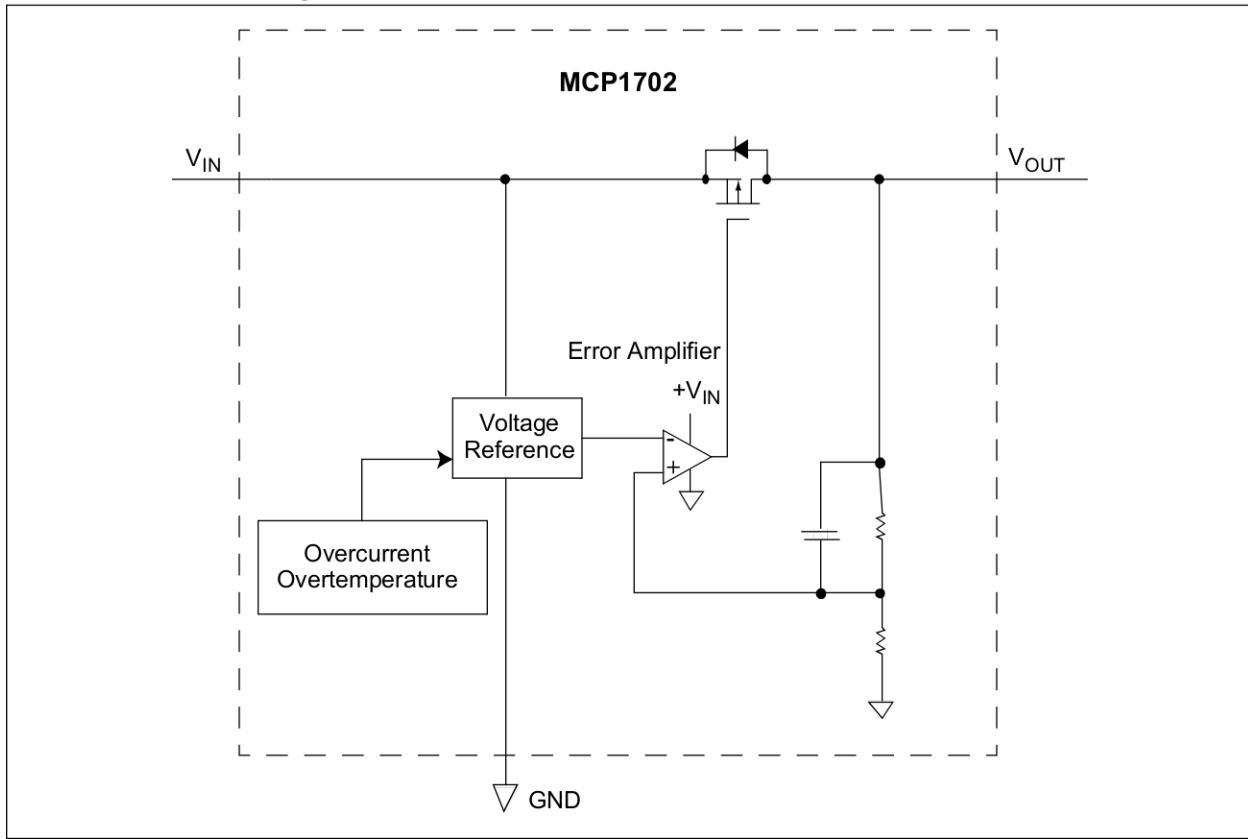 MCP1702
VIN
VOUT
Error Amplifier
+VIN
Voltage
Reference
-
+
Overcurrent
Overtemperature
GND